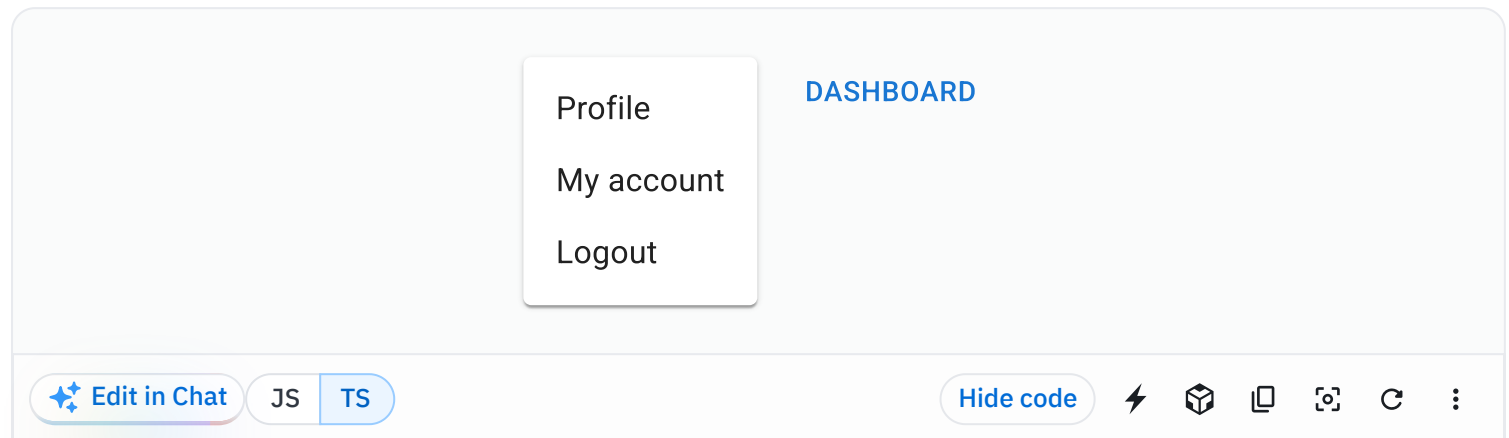 Profile
DASHBOARD
My account
Logout
Edit in Chat
JS
TS
Hide code